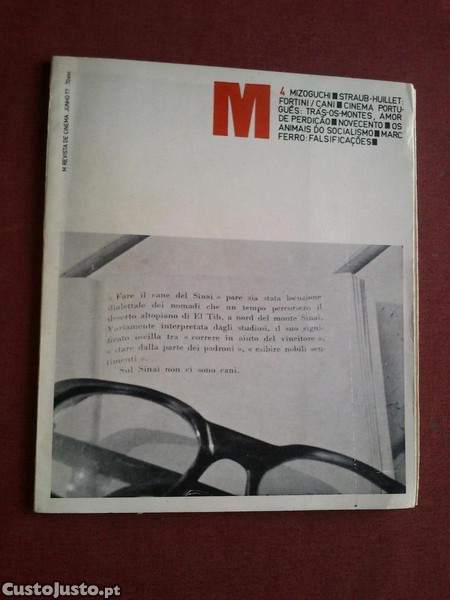 M REVISTA DE CINEMA JUNHO 77
M
4 MIZOGUCHI ■ STRAUB-HUILLET:
FORTINI/CANI ■ CINEMA PORTU-
GUÊS: TRÁS-OS-MONTES, AMOR
DE PERDIÇÃO ■ NOVECENTO ■ OS
ANIMAIS DO SOCIALISMO ■ MARC
FERRO: FALSIFICAÇÕES ■
« Fare il cane del Sinai » pare sia stata locuzione
dialettale dei nomadi che un tempo percorsero il
deserto altopiano di El Tih, a nord del monte Sinai.
Variamente interpretata dagli studiosi, il suo signi-
ficato oscilla tra « correre in aiuto del vincitore »,
« stare dalla parte dei padroni », « esibire nobili sen-
timenti ».
Sul Sinai non ci sono cani.
CustoJusto.pt